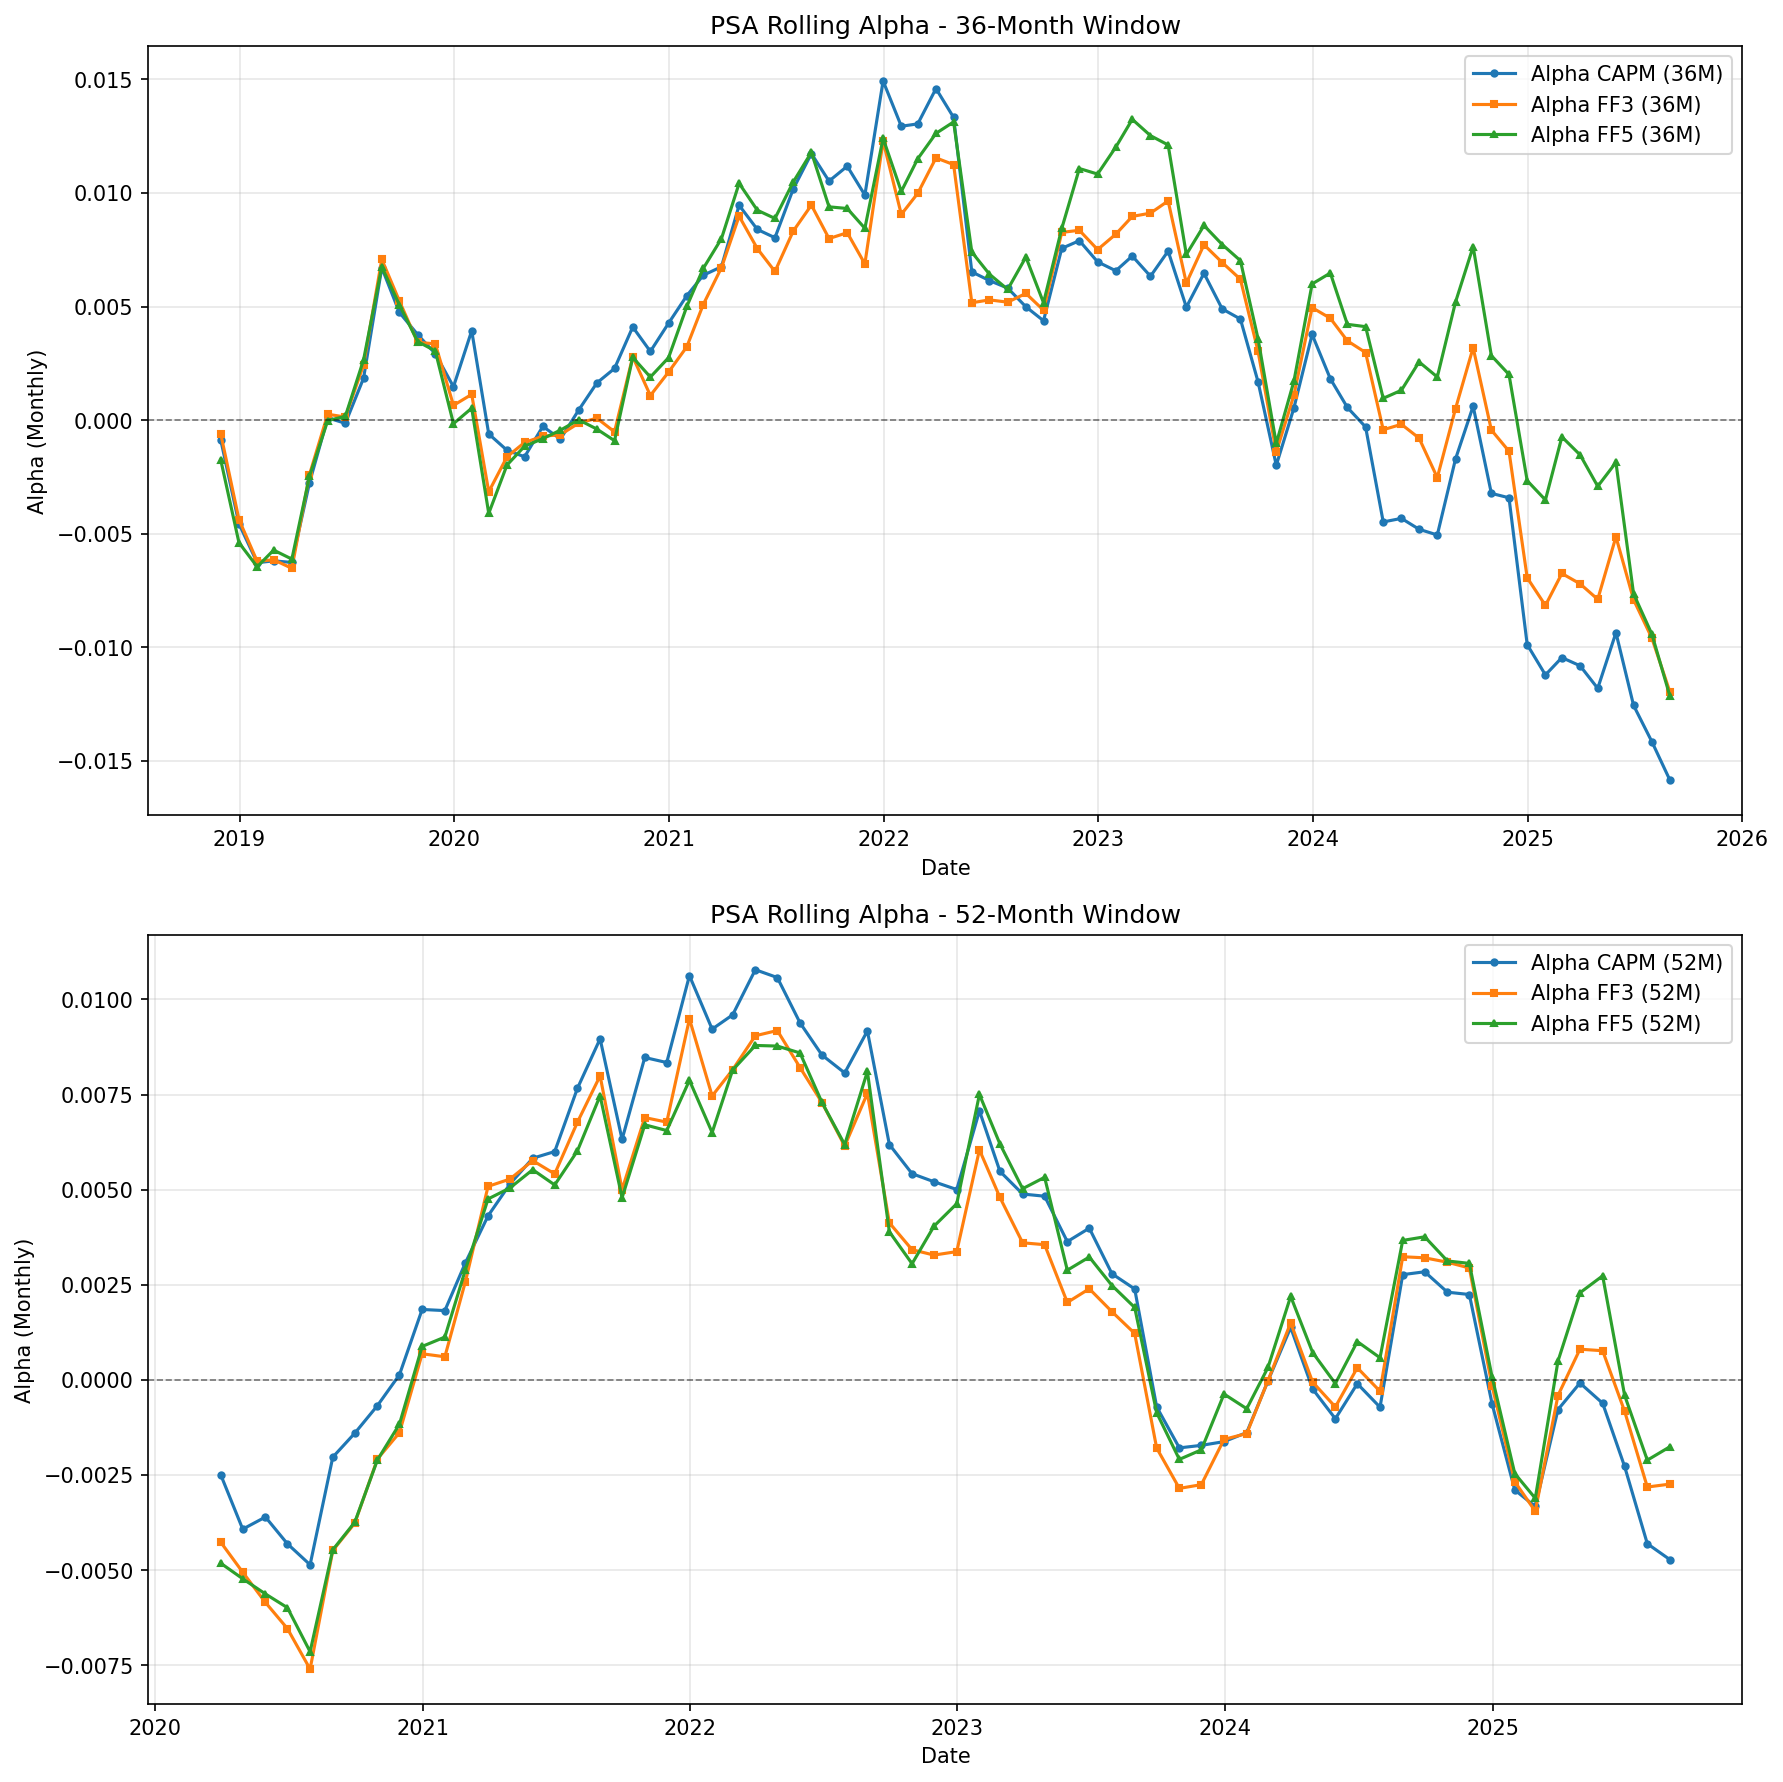 PSA Rolling Alpha - 36-Month Window
Alpha CAPM (36M)
Alpha FF3 (36M)
Alpha FF5 (36M)
Alpha (Monthly)
0.015
0.010
0.005
0.000
−0.005
−0.010
−0.015
2019 2020 2021 2022 2023 2024 2025 2026
Date
PSA Rolling Alpha - 52-Month Window
Alpha CAPM (52M)
Alpha FF3 (52M)
Alpha FF5 (52M)
Alpha (Monthly)
0.0100
0.0075
0.0050
0.0025
0.0000
−0.0025
−0.0050
−0.0075
2020 2021 2022 2023 2024 2025
Date